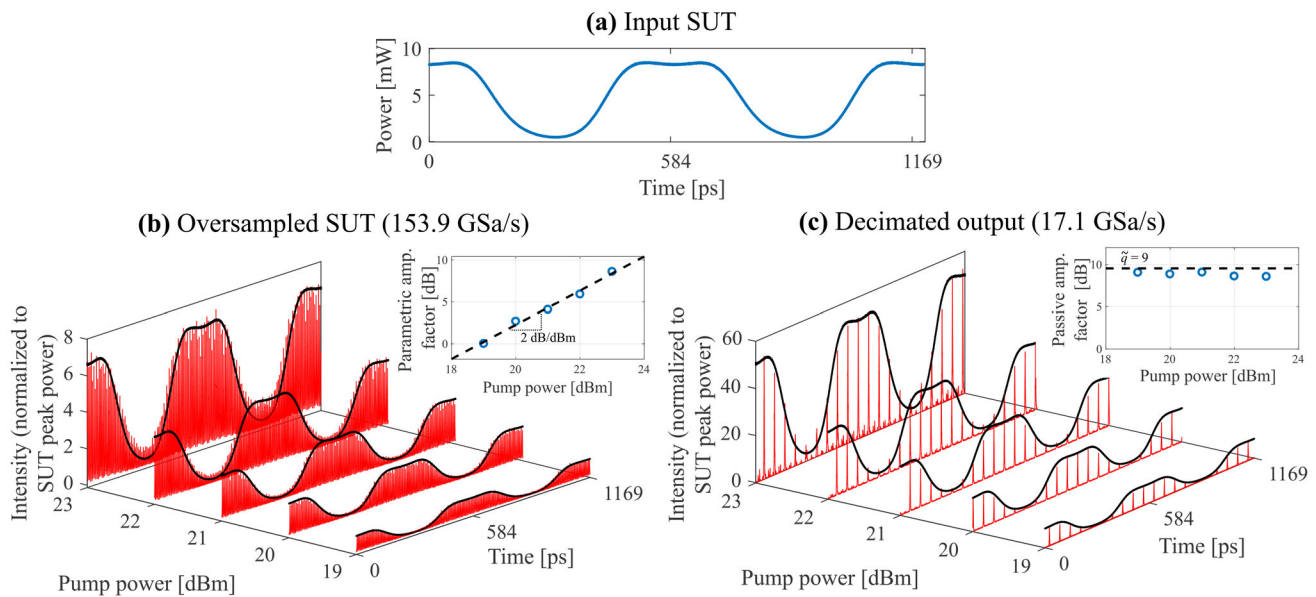 (a) Input SUT
Power [mW]
10
5
0
0
584
1169
Time [ps]
(b) Oversampled SUT (153.9 GSa/s)
Intensity (normalized to
SUT peak power)
8
6
4
2
0
23
22
21
20
19
Pump power [dBm]
0
584
1169
Time [ps]
Parametric amp.
factor [dB]
10
5
0
2 dB/dBm
18
20
22
24
Pump power [dBm]
(c) Decimated output (17.1 GSa/s)
Intensity (normalized to
SUT peak power)
60
40
20
0
23
22
21
20
19
Pump power [dBm]
0
584
1169
Time [ps]
Passive amp.
factor [dB]
10
5
0
q̃ = 9
18
20
22
24
Pump power [dBm]